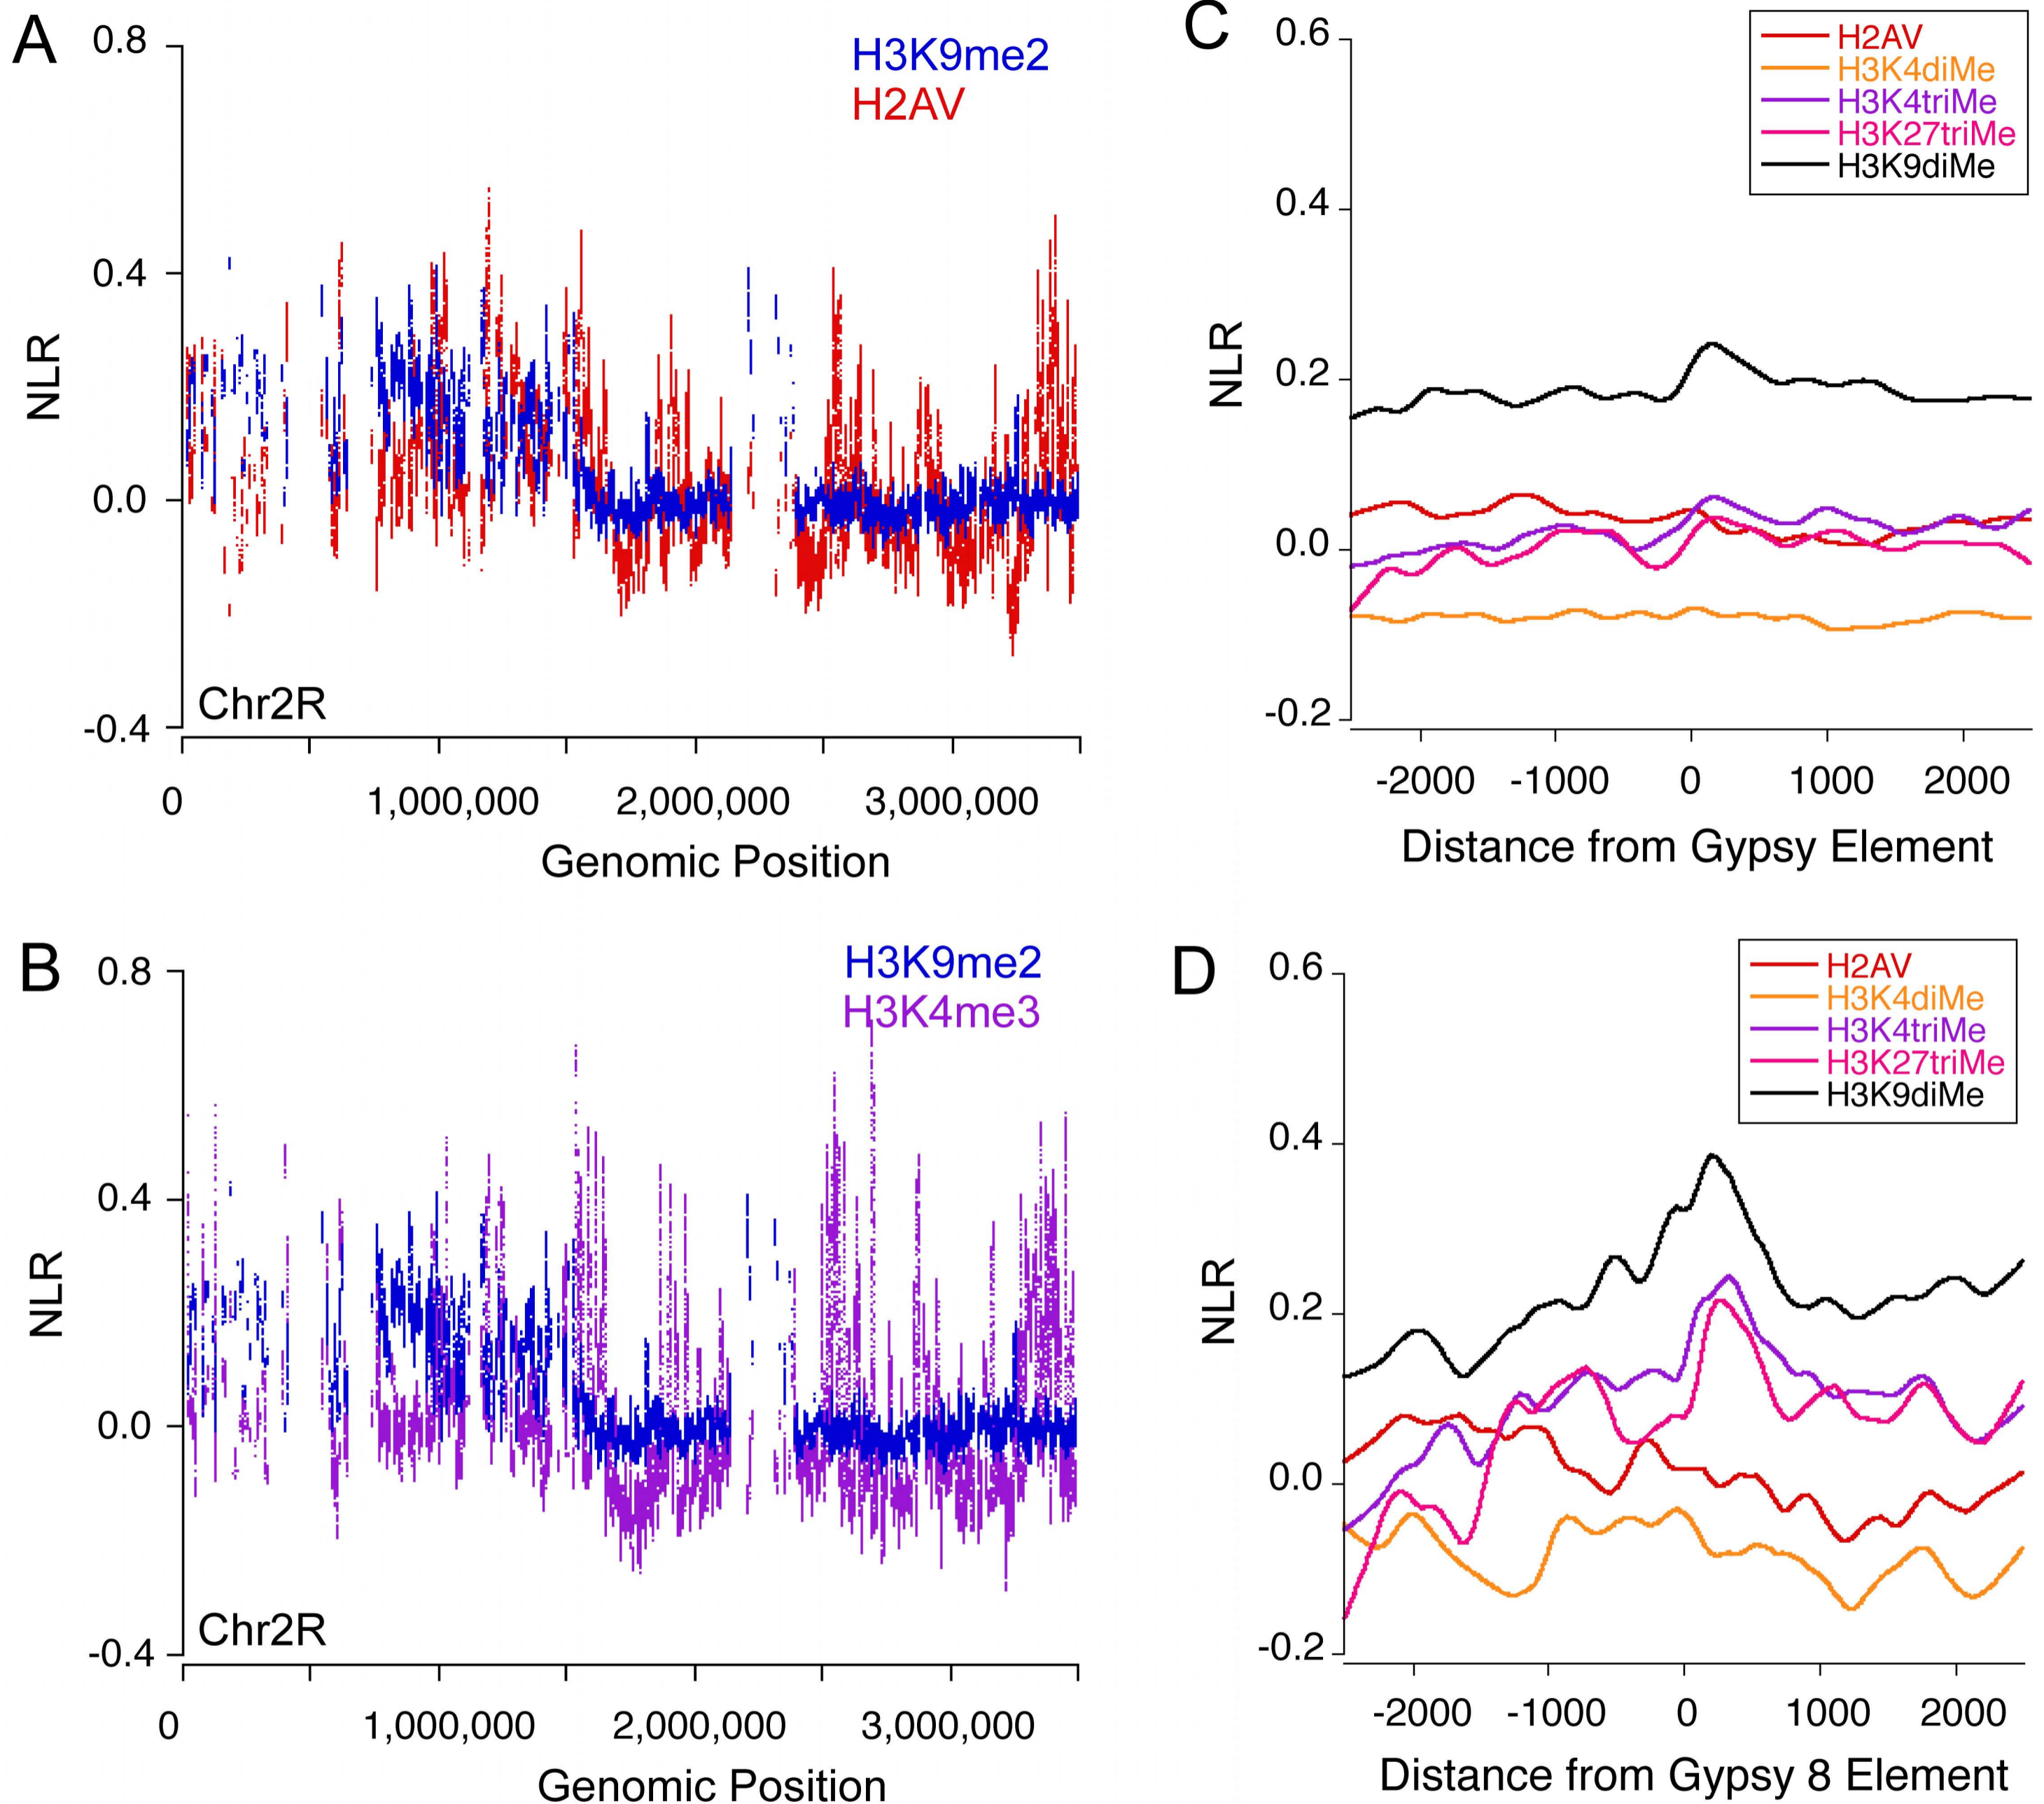 A
0.8
0.4
0.0
-0.4
NLR
H3K9me2
H2AV
Chr2R
0
1,000,000
2,000,000
3,000,000
Genomic Position
C
0.6
0.4
0.2
0.0
-0.2
NLR
H2AV
H3K4diMe
H3K4triMe
H3K27triMe
H3K9diMe
-2000
-1000
0
1000
2000
Distance from Gypsy Element
B
0.8
0.4
0.0
-0.4
NLR
H3K9me2
H3K4me3
Chr2R
0
1,000,000
2,000,000
3,000,000
Genomic Position
D
0.6
0.4
0.2
0.0
-0.2
NLR
H2AV
H3K4diMe
H3K4triMe
H3K27triMe
H3K9diMe
-2000
-1000
0
1000
2000
Distance from Gypsy 8 Element